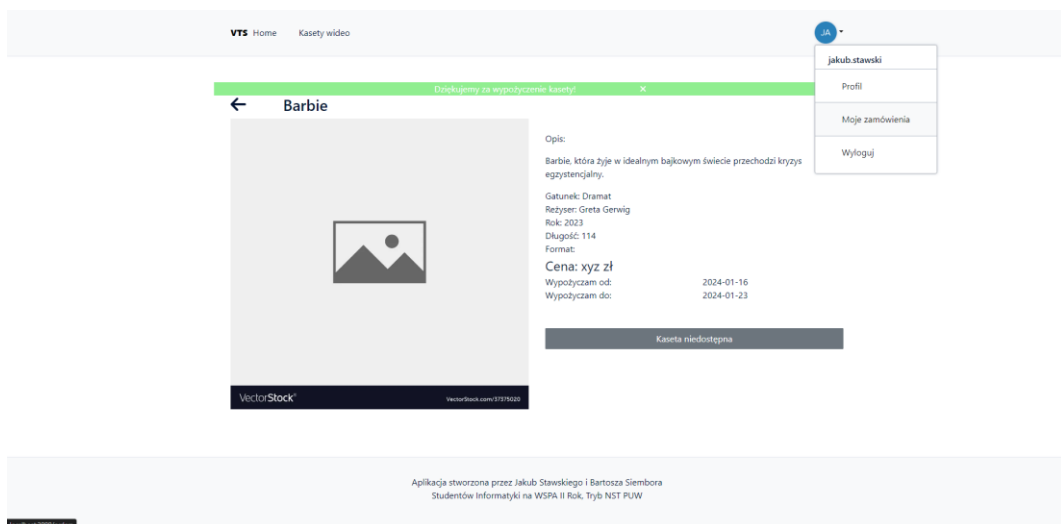 VTS Home Kasety wideo JA
jakub.stawski
Profil
Moje zamówienia
Wyloguj
Dziękujemy za wypożyczenie kasety! ×
← Barbie
Opis:
Barbie, która żyje w idealnym bajkowym świecie przechodzi kryzys
egzystencjalny.
Gatunek: Dramat
Reżyser: Greta Gerwig
Rok: 2023
Długość: 114
Format:
Cena: xyz zł
Wypożyczam od: 2024-01-16
Wypożyczam do: 2024-01-23
Kaseta niedostępna
VectorStock® VectorStock.com/37375020
Aplikacja stworzona przez Jakub Stawskiego i Bartosza Siembora
Studentów Informatyki na WSPA II Rok, Tryb NST PUW